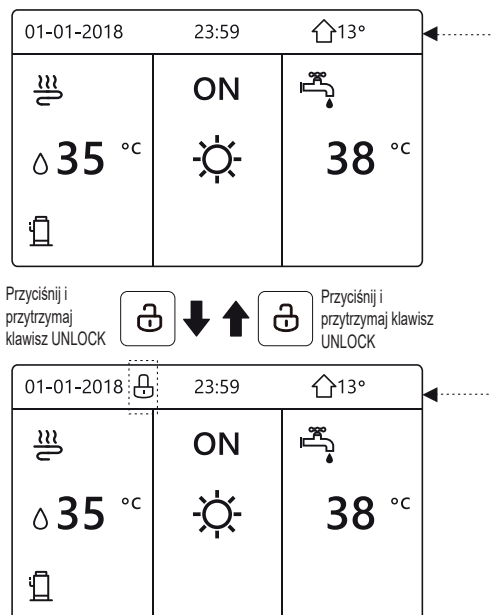 01-01-2018 23:59 13°
ON
35 °C 38 °C
Przyciśnij i
przytrzymaj
klawisz UNLOCK
Przyciśnij i
przytrzymaj klawisz
UNLOCK
01-01-2018 23:59 13°
ON
35 °C 38 °C